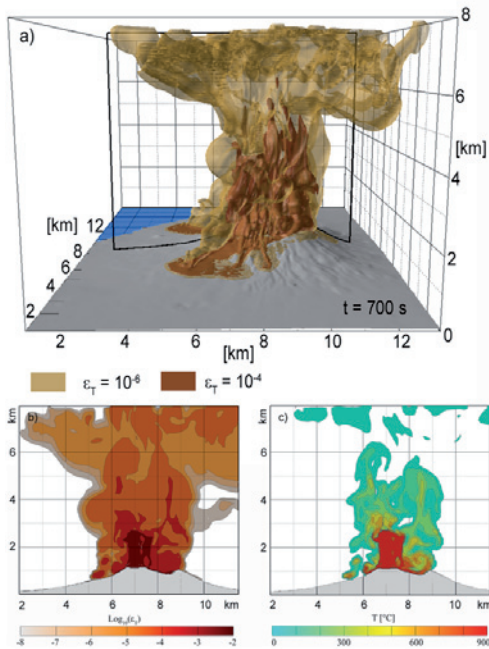 a)
8
6
[km]
4
2
0
[km]
12
8
6
4
2
t = 700 s
2 4 6 8 10 12
[km]
ε_T = 10⁻⁶ ε_T = 10⁻⁴
b)
km
6
4
2
2 4 6 8 10 km
Log₁₀(ε_T)
-8 -7 -6 -5 -4 -3 -2
c)
km
6
4
2
2 4 6 8 10 km
T [°C]
0 300 600 900